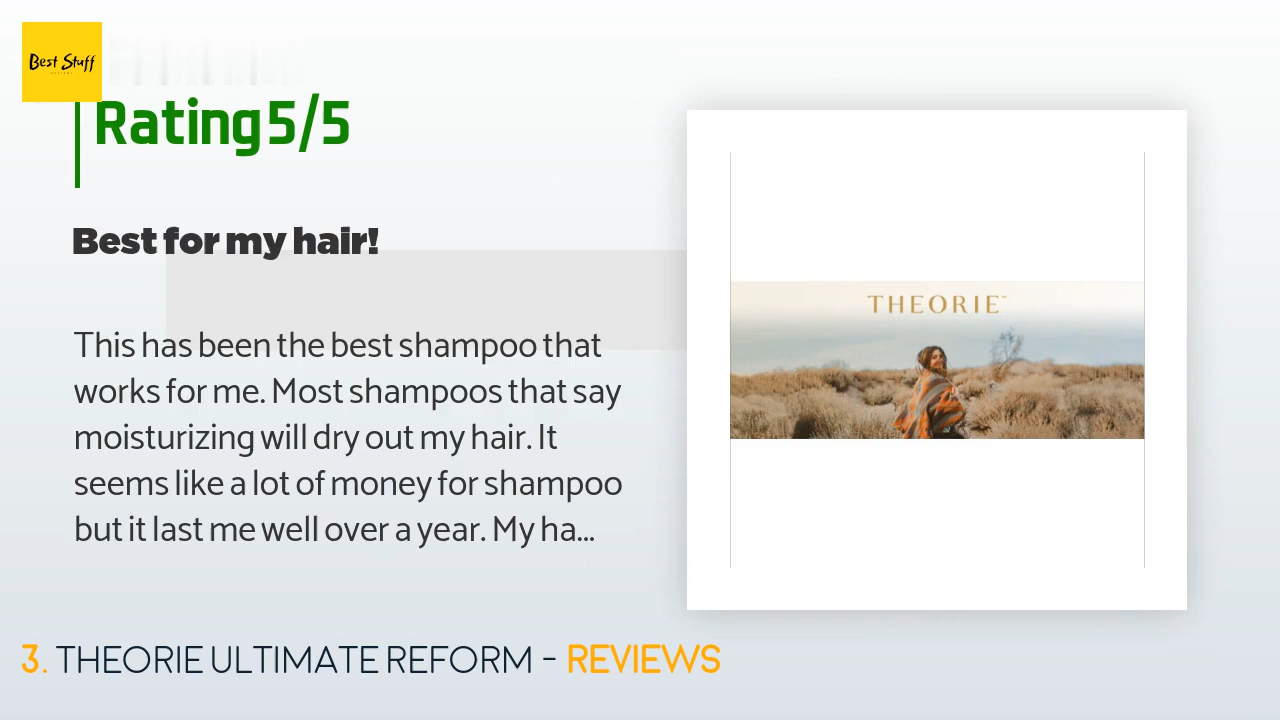 Best Stuff
Rating 5/5
Best for my hair!
This has been the best shampoo that
works for me. Most shampoos that say
moisturizing will dry out my hair. It
seems like a lot of money for shampoo
but it last me well over a year. My ha...
THEORIE™
3. THEORIE ULTIMATE REFORM - REVIEWS